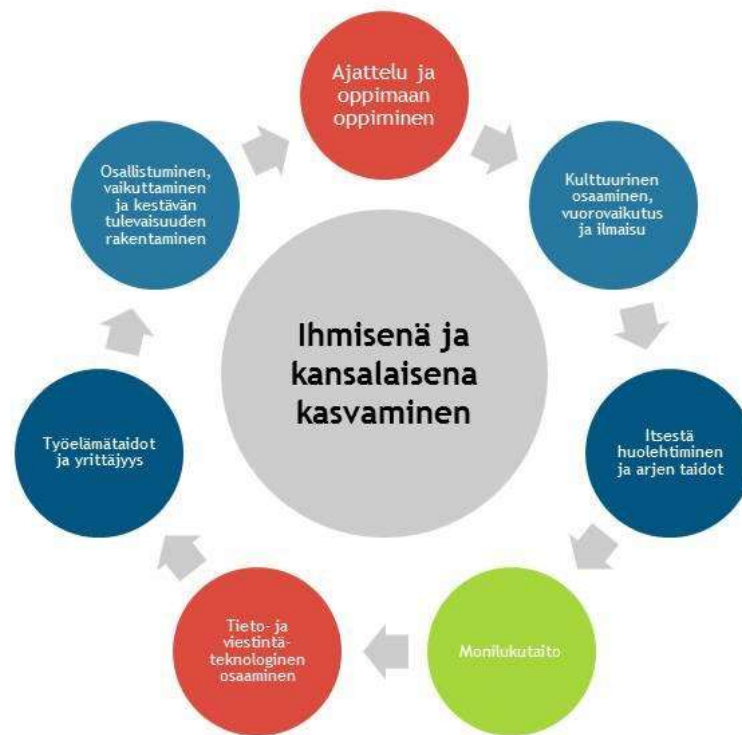 Ajattelu ja
oppimaan
oppiminen
Kulttuurinen
osaaminen,
vuorovaikutus
ja ilmaisu
Itsestä
huolehtiminen
ja arjen taidot
Monilukutaito
Tieto- ja
viestintä-
teknologinen
osaaminen
Työelämätaidot
ja yrittäjyys
Osallistuminen,
vaikuttaminen
ja kestävän
tulevaisuuden
rakentaminen
Ihmisenä ja
kansalaisena
kasvaminen